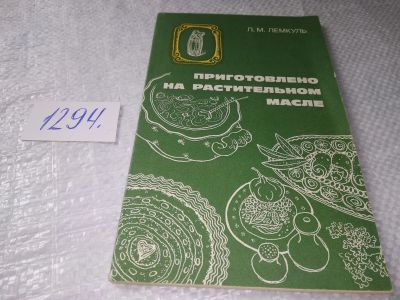 Л. М. ЛЕМКУЛЬ
ПРИГОТОВЛЕНО
НА РАСТИТЕЛЬНОМ
МАСЛЕ
1294.